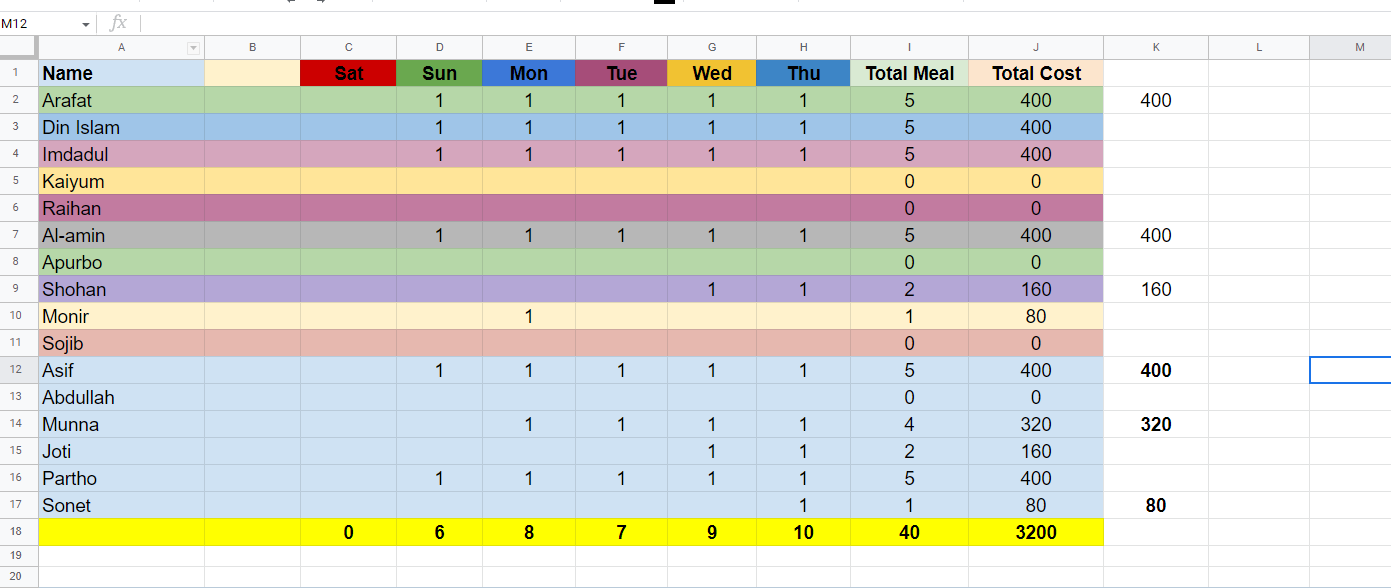 M12 fx
A B C D E F G H I J K L M
1 Name Sat Sun Mon Tue Wed Thu Total Meal Total Cost
2 Arafat 1 1 1 1 1 5 400 400
3 Din Islam 1 1 1 1 1 5 400
4 Imdadul 1 1 1 1 1 5 400
5 Kaiyum 0 0
6 Raihan 0 0
7 Al-amin 1 1 1 1 1 5 400 400
8 Apurbo 0 0
9 Shohan 1 1 2 160 160
10 Monir 1 1 80
11 Sojib 0 0
12 Asif 1 1 1 1 1 5 400 400
13 Abdullah 0 0
14 Munna 1 1 1 1 4 320 320
15 Joti 1 1 2 160
16 Partho 1 1 1 1 1 5 400
17 Sonet 1 1 80 80
18 0 6 8 7 9 10 40 3200
19
20